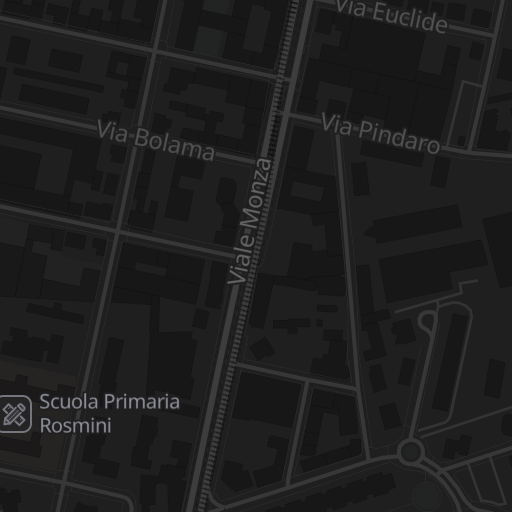 Via Euclide
Via Pindaro
Via Bolama
Viale Monza
Scuola Primaria
Rosmini